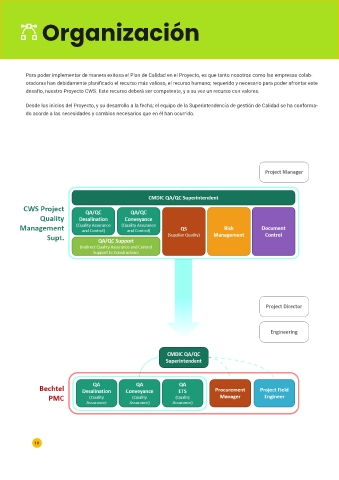 Organización
Para poder implementar de manera exitosa el Plan de Calidad en el Proyecto, es que tanto nosotros como las empresas colab-
oradoras han debidamente planificado el recurso más valioso, el recurso humano; requerido y necesario para poder afrontar este
desafío, nuestro Proyecto CWS. Este recurso deberá ser competente, y a su vez un recurso con valores.
Desde los inicios del Proyecto, y su desarrollo a la fecha; el equipo de la Superintendencia de gestión de Calidad se ha conforma-
do acorde a las necesidades y cambios necesarios que en él han ocurrido.
Project Manager
CMDIC QA/QC Superintendent
CWS Project
Quality
Management
Supt.
QA/QC
Desalination
(Quality Assurance
and Control)
QA/QC
Conveyance
(Quality Assurance
and Control)
QS
(Supplier Quality)
Risk
Management
Document
Control
QA/QC Support
(Indirect Quality Assurance and Control
Support to Infrastructure)
Project Director
Engineering
CMDIC QA/QC
Superintendent
Bechtel
PMC
QA
Desalination
(Quality
Assurance)
QA
Conveyance
(Quality
Assurance)
QA
ETS
(Quality
Assurance)
Procurement
Manager
Project Field
Engineer